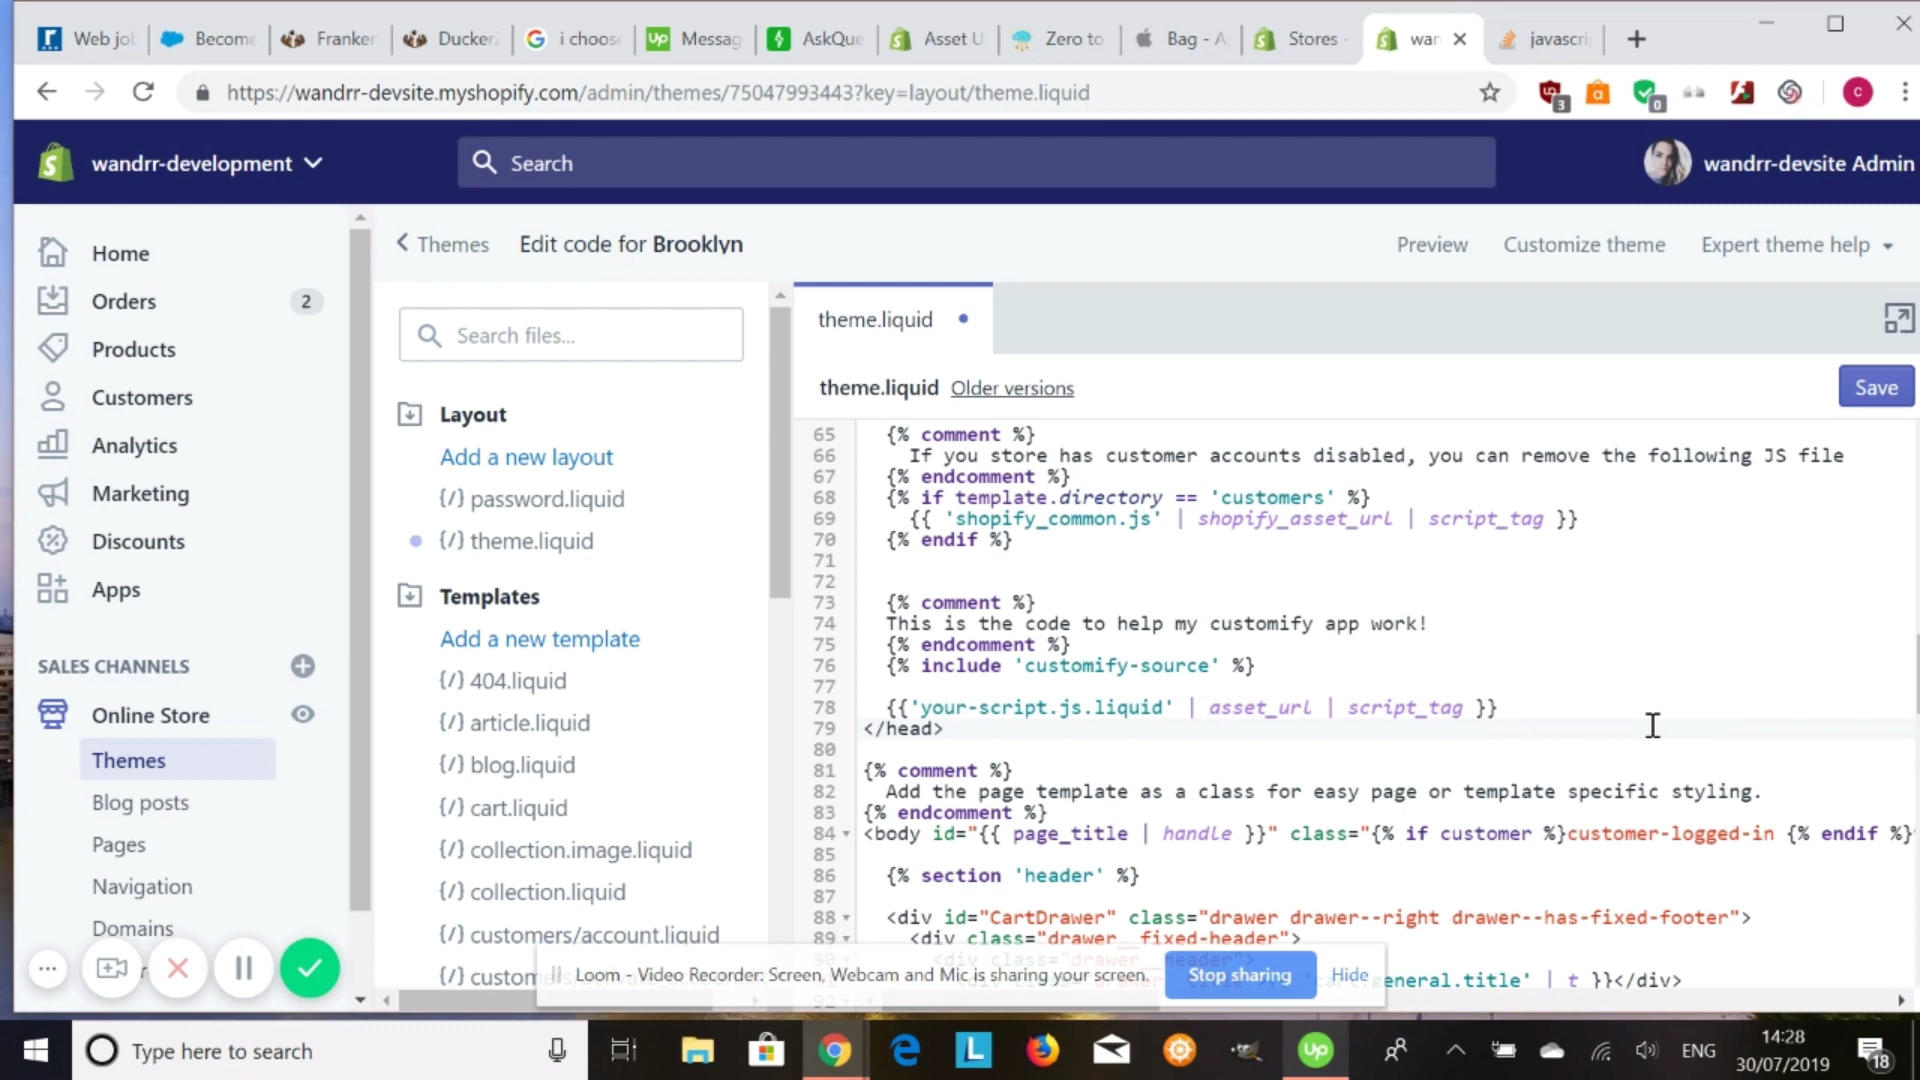 Web jo
Becom
Franker
Ducker
i choos
Messag
AskQue
Asset U
Zero to
Bag - A
Stores -
wan
javascri
https://wandrr-devsite.myshopify.com/admin/themes/75047993443?key=layout/theme.liquid
3
0
c
wandrr-development
Search
wandrr-devsite Admin
Home
Orders 2
Products
Customers
Analytics
Marketing
Discounts
Apps
SALES CHANNELS
Online Store
Themes
Blog posts
Pages
Navigation
Domains
Themes
Edit code for Brooklyn
Preview
Customize theme
Expert theme help
Search files...
Layout
Add a new layout
{/} password.liquid
{/} theme.liquid
Templates
Add a new template
{/} 404.liquid
{/} article.liquid
{/} blog.liquid
{/} cart.liquid
{/} collection.image.liquid
{/} collection.liquid
{/} customers/account.liquid
theme.liquid
theme.liquid Older versions
Save
65 {% comment %}
66 If you store has customer accounts disabled, you can remove the following JS file
67 {% endcomment %}
68 {% if template.directory == 'customers' %}
69 {{ 'shopify_common.js' | shopify_asset_url | script_tag }}
70 {% endif %}
71
72
73 {% comment %}
74 This is the code to help my customify app work!
75 {% endcomment %}
76 {% include 'customify-source' %}
77
78 {{'your-script.js.liquid' | asset_url | script_tag }}
79 </head>
80
81 {% comment %}
82 Add the page template as a class for easy page or template specific styling.
83 {% endcomment %}
84 <body id="{{ page_title | handle }}" class="{% if customer %}customer-logged-in {% endif %}
85
86 {% section 'header' %}
87
88 <div id="CartDrawer" class="drawer drawer--right drawer--has-fixed-footer">
89 <div class="drawer__fixed-header">
eneral.title' | t }}</div>
Loom - Video Recorder: Screen, Webcam and Mic is sharing your screen.
Stop sharing
Hide
Type here to search
L
Up
ENG
14:28
30/07/2019
18